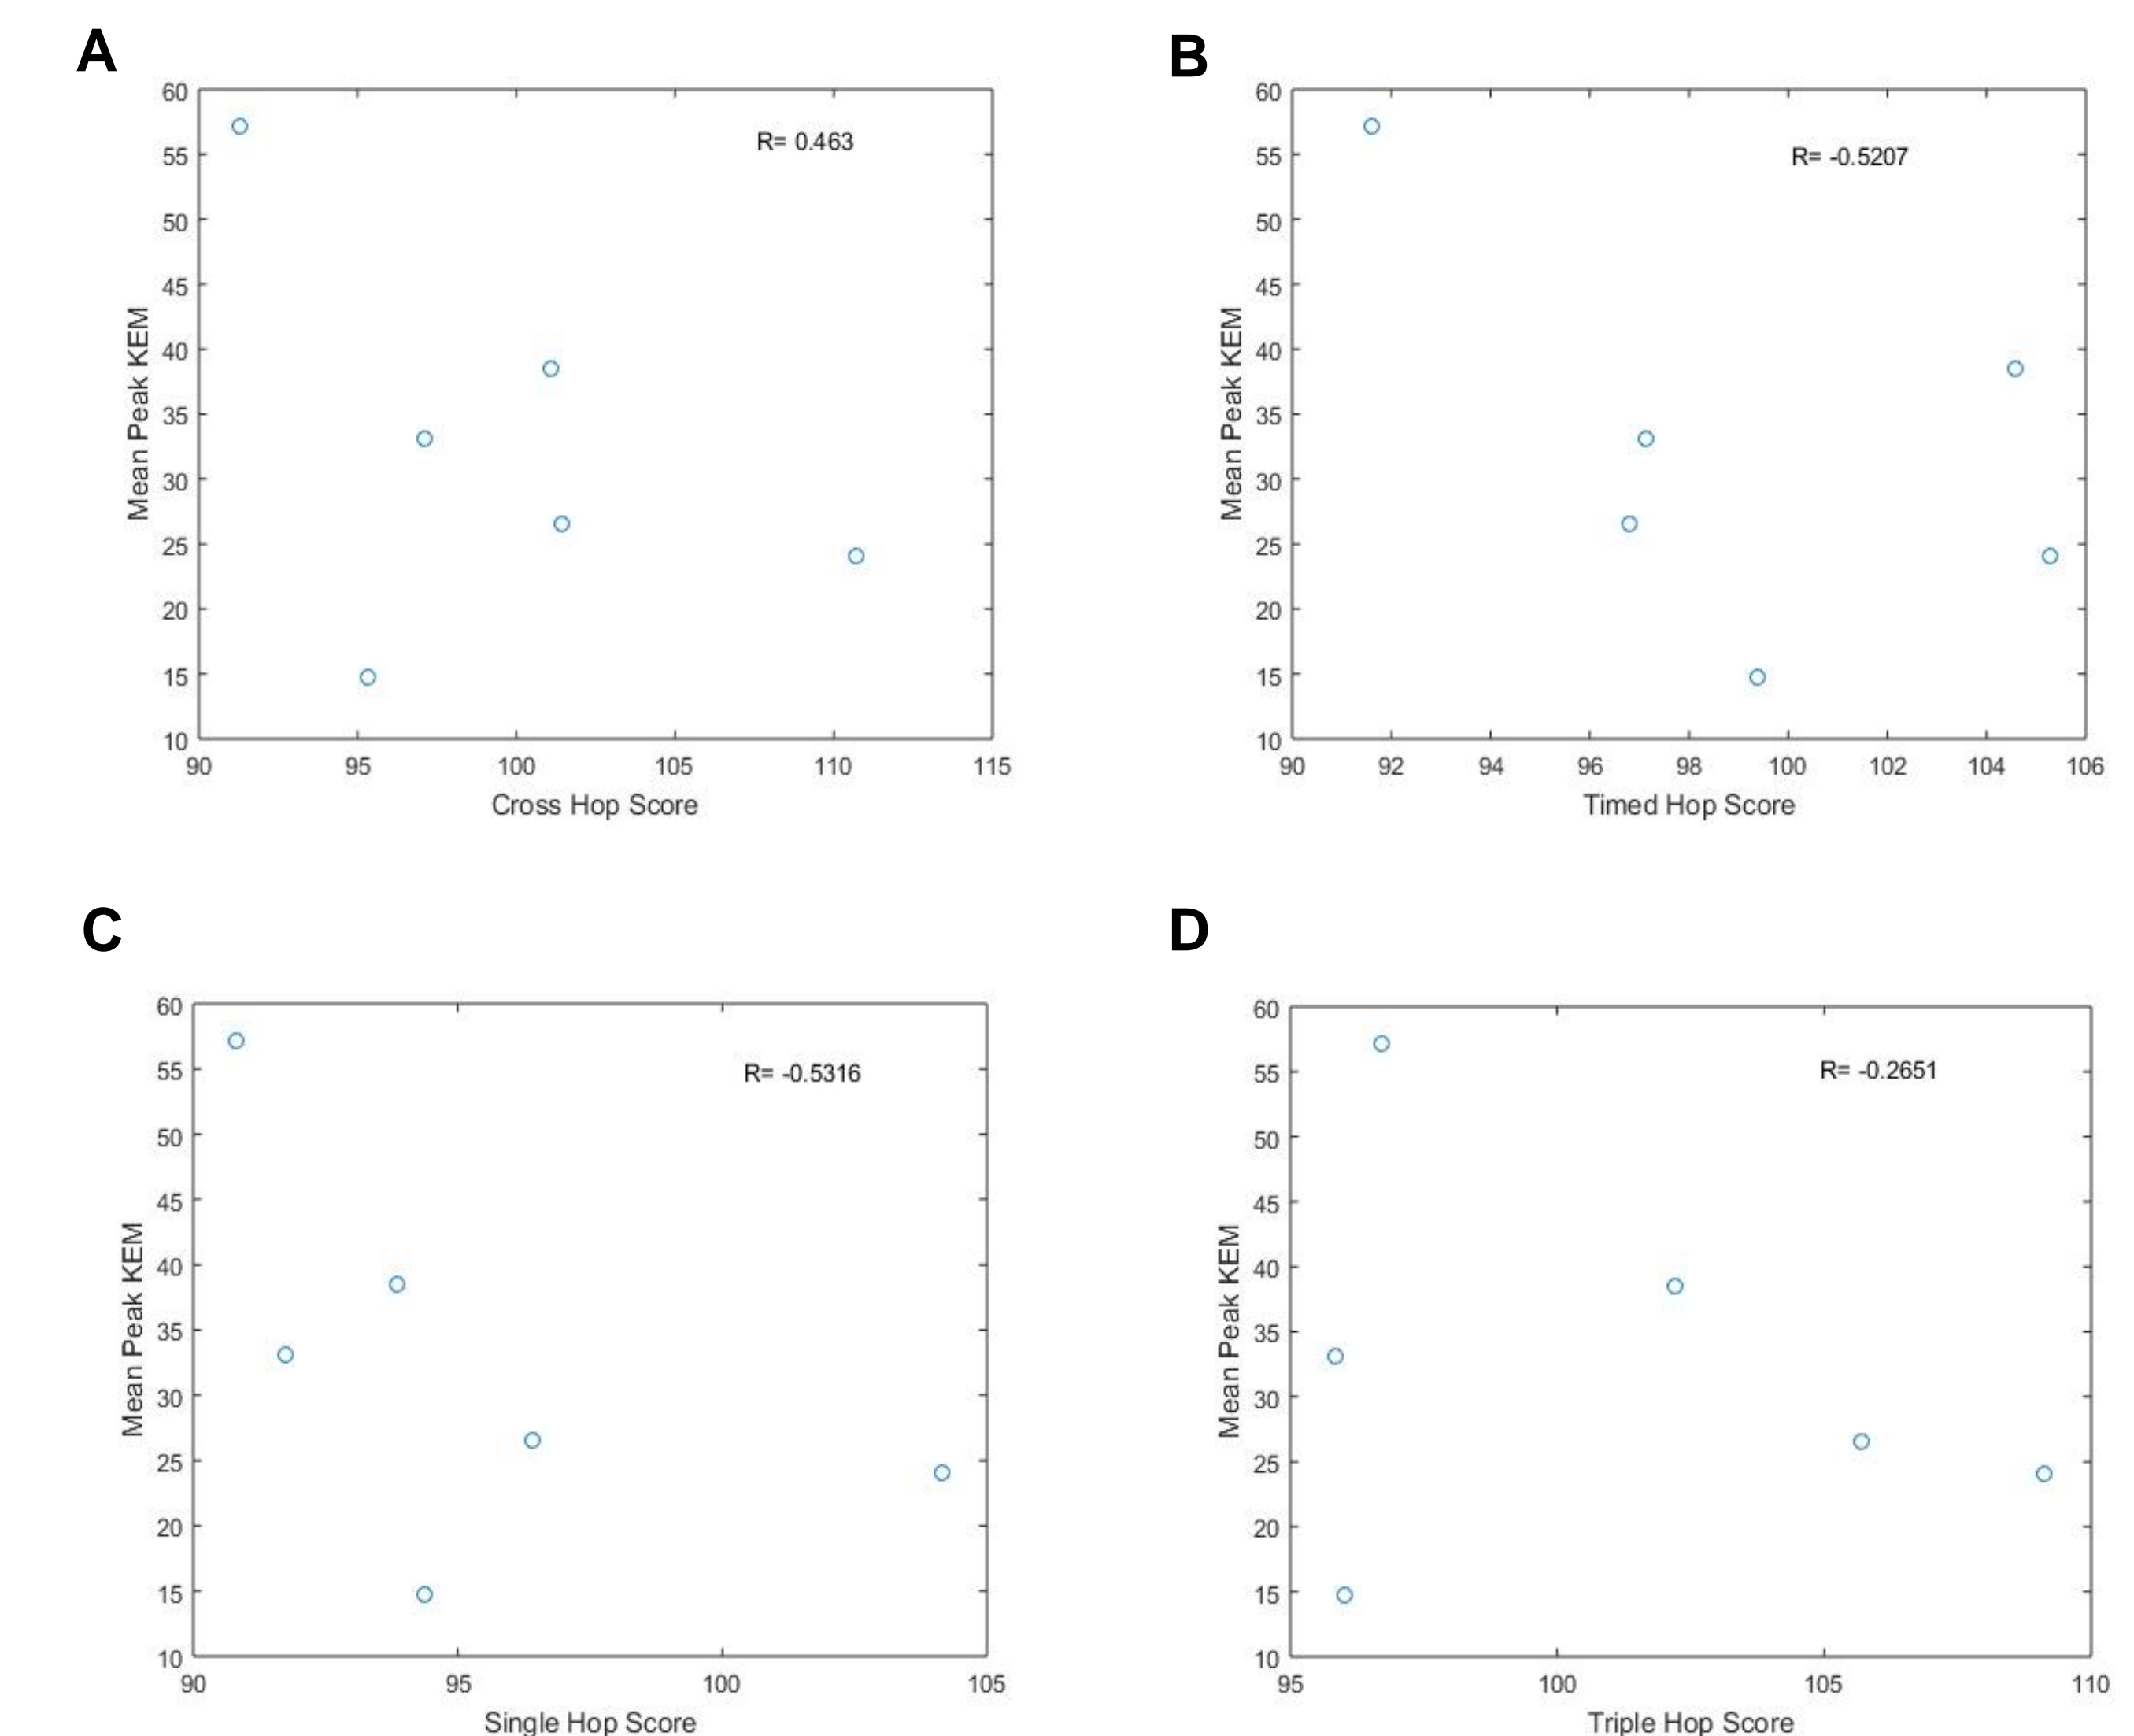 A
60
55
50
45
40
35
30
25
20
15
10
90 95 100 105 110 115
Mean Peak KEM
Cross Hop Score
R= 0.463
B
60
55
50
45
40
35
30
25
20
15
10
90 92 94 96 98 100 102 104 106
Mean Peak KEM
Timed Hop Score
R= -0.5207
C
60
55
50
45
40
35
30
25
20
15
10
90 95 100 105
Mean Peak KEM
Single Hop Score
R= -0.5316
D
60
55
50
45
40
35
30
25
20
15
10
95 100 105 110
Mean Peak KEM
Triple Hop Score
R= -0.2651